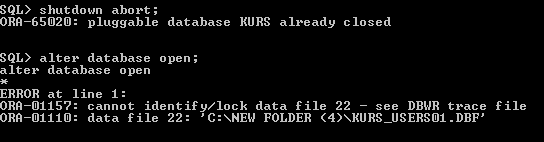 SQL> shutdown abort;
ORA-65020: pluggable database KURS already closed
SQL> alter database open;
alter database open
*
ERROR at line 1:
ORA-01157: cannot identify/lock data file 22 - see DBWR trace file
ORA-01110: data file 22: 'C:\NEW FOLDER (4)\KURS_USERS01.DBF'